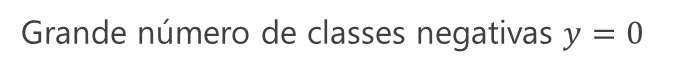 Grande número de classes negativas y = 0